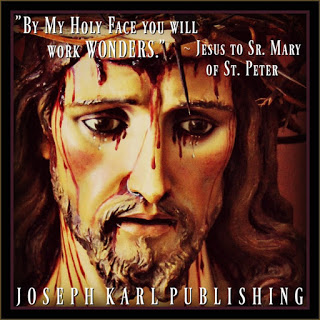 "By My Holy Face you will
work WONDERS." ~ Jesus to Sr. Mary
of St. Peter
JOSEPH KARL PUBLISHING